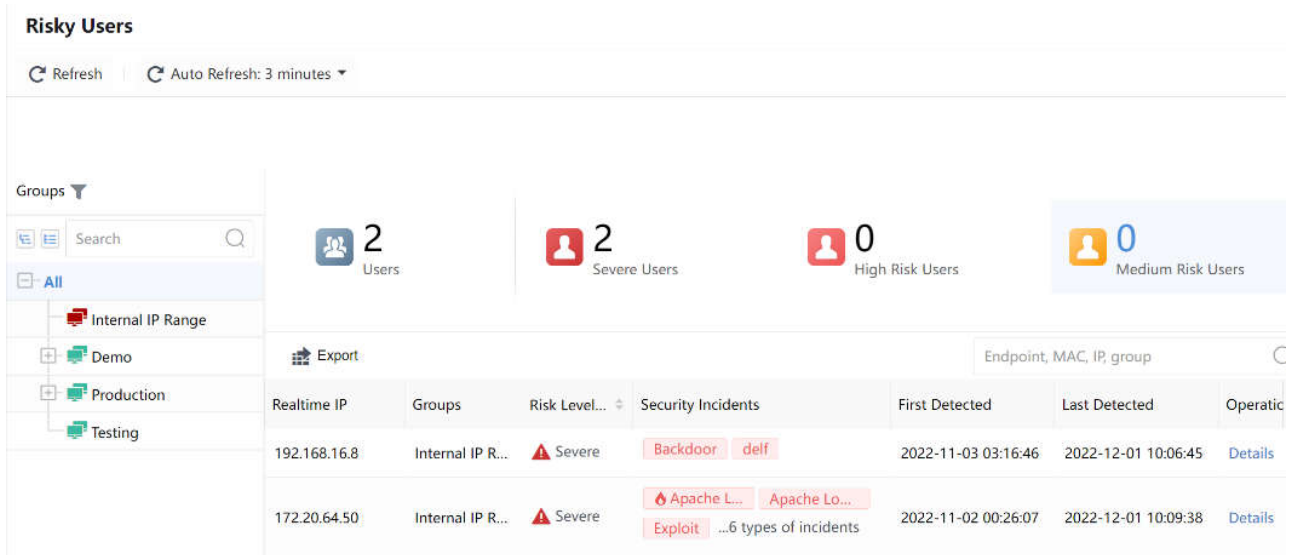 Risky Users
Refresh Auto Refresh: 3 minutes
Groups
Search
All
Internal IP Range
Demo
Production
Testing
2 Users
2 Severe Users
0 High Risk Users
0 Medium Risk Users
Export
Endpoint, MAC, IP, group
Realtime IP Groups Risk Level... Security Incidents First Detected Last Detected Operatic
192.168.16.8 Internal IP R... Severe Backdoor delf 2022-11-03 03:16:46 2022-12-01 10:06:45 Details
172.20.64.50 Internal IP R... Severe Apache L... Apache Lo... 2022-11-02 00:26:07 2022-12-01 10:09:38 Details
Exploit ...6 types of incidents